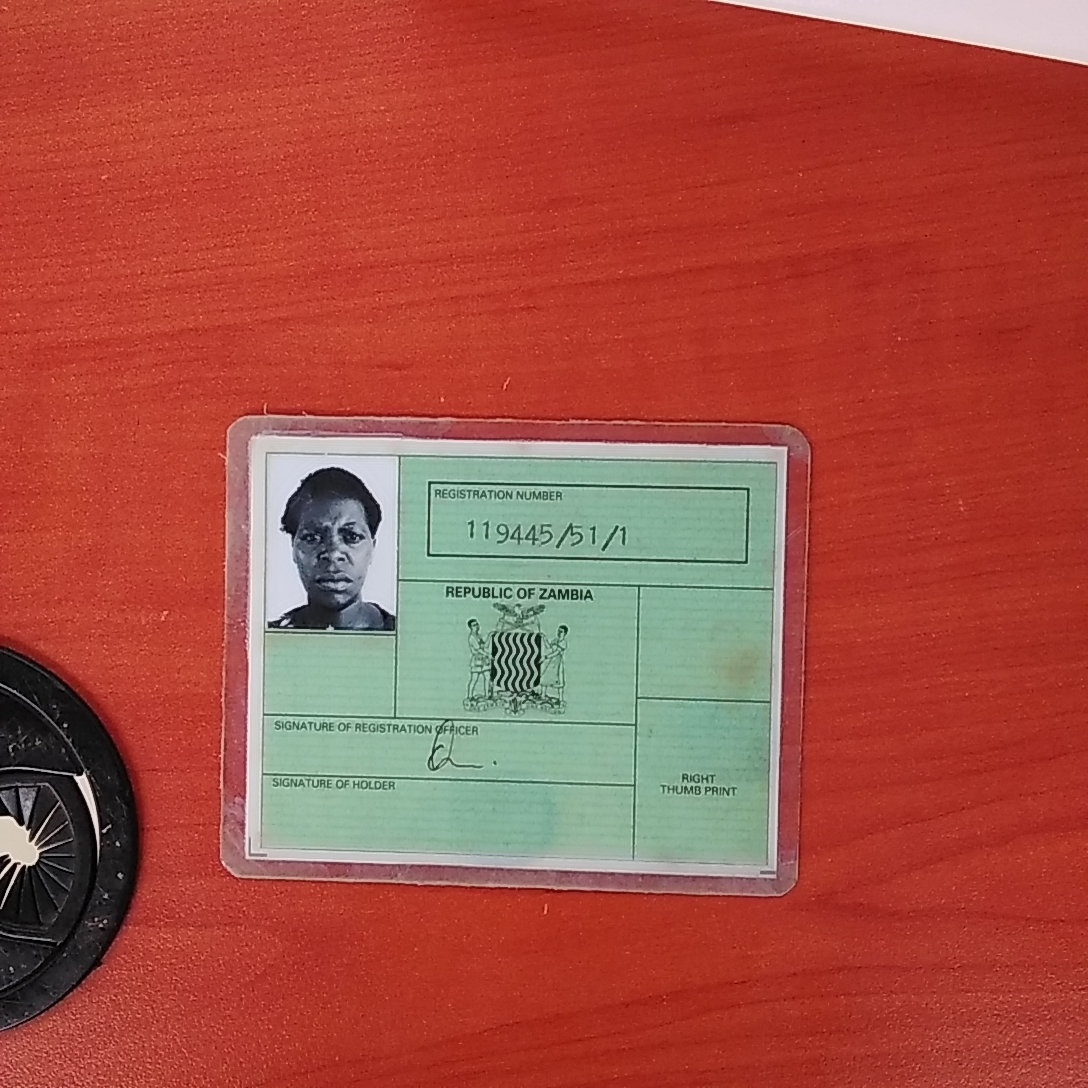 REGISTRATION NUMBER
119445/51/1
REPUBLIC OF ZAMBIA
SIGNATURE OF REGISTRATION OFFICER
SIGNATURE OF HOLDER
RIGHT
THUMB PRINT